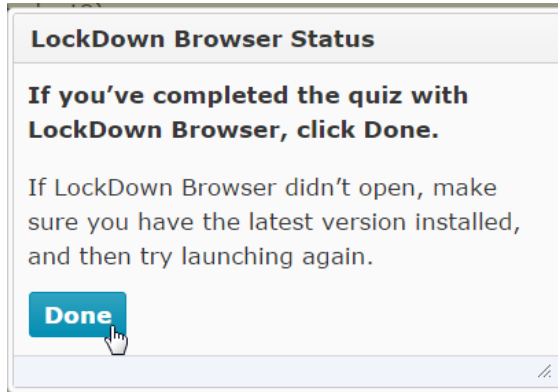 LockDown Browser Status
If you’ve completed the quiz with
LockDown Browser, click Done.
If LockDown Browser didn’t open, make
sure you have the latest version installed,
and then try launching again.
Done